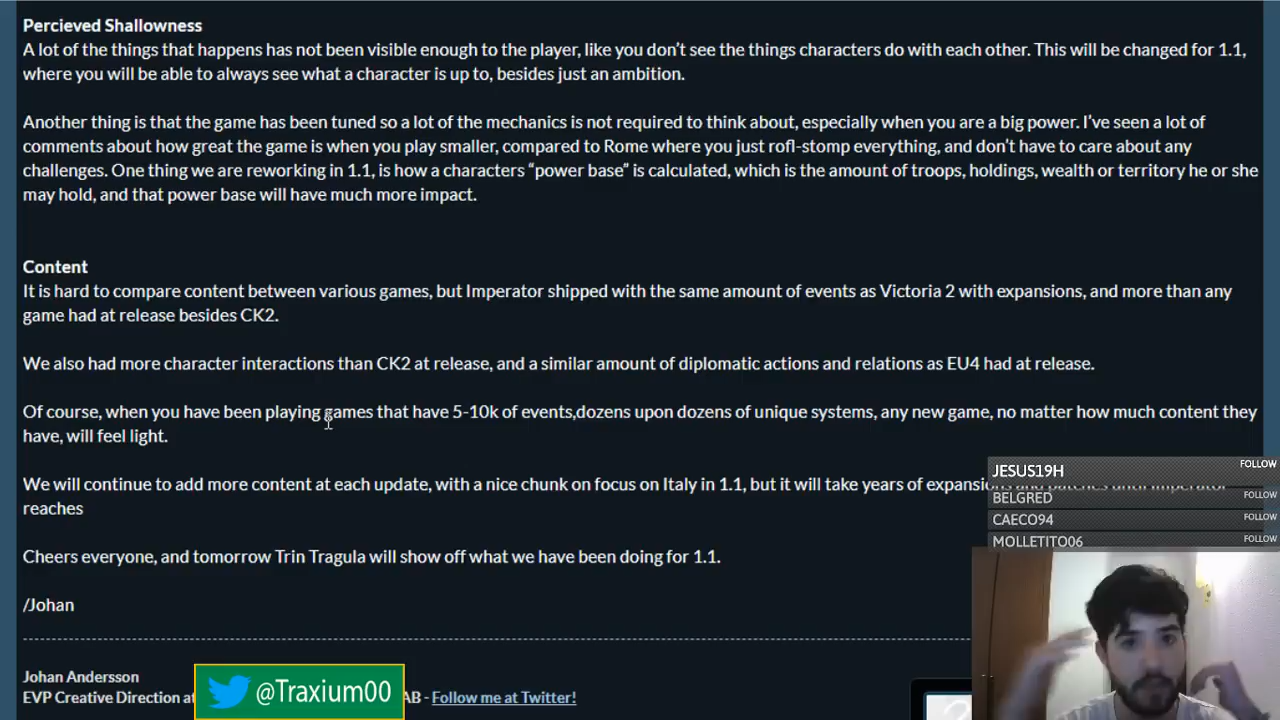 Percieved Shallowness
A lot of the things that happens has not been visible enough to the player, like you don't see the things characters do with each other. This will be changed for 1.1,
where you will be able to always see what a character is up to, besides just an ambition.
Another thing is that the game has been tuned so a lot of the mechanics is not required to think about, especially when you are a big power. I've seen a lot of
comments about how great the game is when you play smaller, compared to Rome where you just rofl-stomp everything, and don't have to care about any
challenges. One thing we are reworking in 1.1, is how a characters “power base” is calculated, which is the amount of troops, holdings, wealth or territory he or she
may hold, and that power base will have much more impact.
Content
It is hard to compare content between various games, but Imperator shipped with the same amount of events as Victoria 2 with expansions, and more than any
game had at release besides CK2.
We also had more character interactions than CK2 at release, and a similar amount of diplomatic actions and relations as EU4 had at release.
Of course, when you have been playing games that have 5-10k of events,dozens upon dozens of unique systems, any new game, no matter how much content they
have, will feel light.
We will continue to add more content at each update, with a nice chunk on focus on Italy in 1.1, but it will take years of expansions and patches until Imperator
reaches
Cheers everyone, and tomorrow Trin Tragula will show off what we have been doing for 1.1.
/Johan
Johan Andersson
EVP Creative Direction at AB - Follow me at Twitter!
@Traxium00
JESUS19H FOLLOW
BELGRED FOLLOW
CAECO94 FOLLOW
MOLLETITO06 FOLLOW